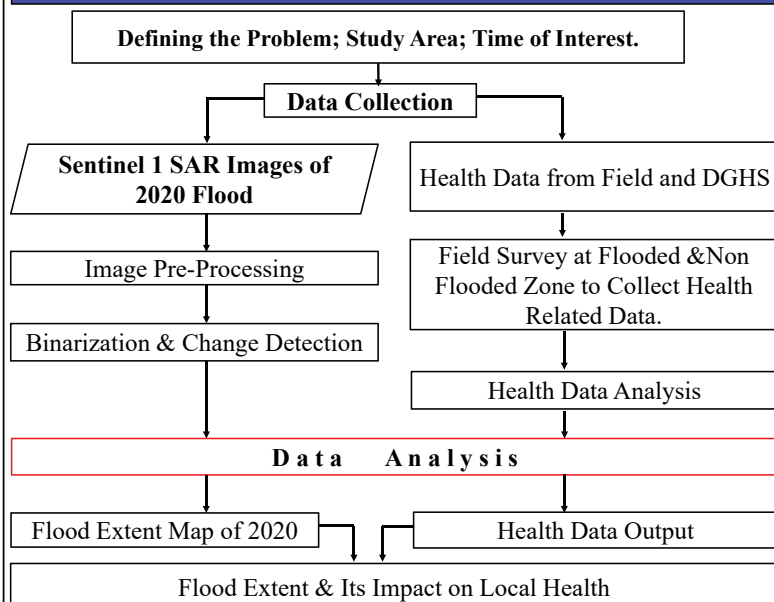 Defining the Problem; Study Area; Time of Interest.
Data Collection
Sentinel 1 SAR Images of
2020 Flood
Health Data from Field and DGHS
Image Pre-Processing
Field Survey at Flooded &Non
Flooded Zone to Collect Health
Related Data.
Binarization & Change Detection
Health Data Analysis
Data Analysis
Flood Extent Map of 2020
Health Data Output
Flood Extent & Its Impact on Local Health